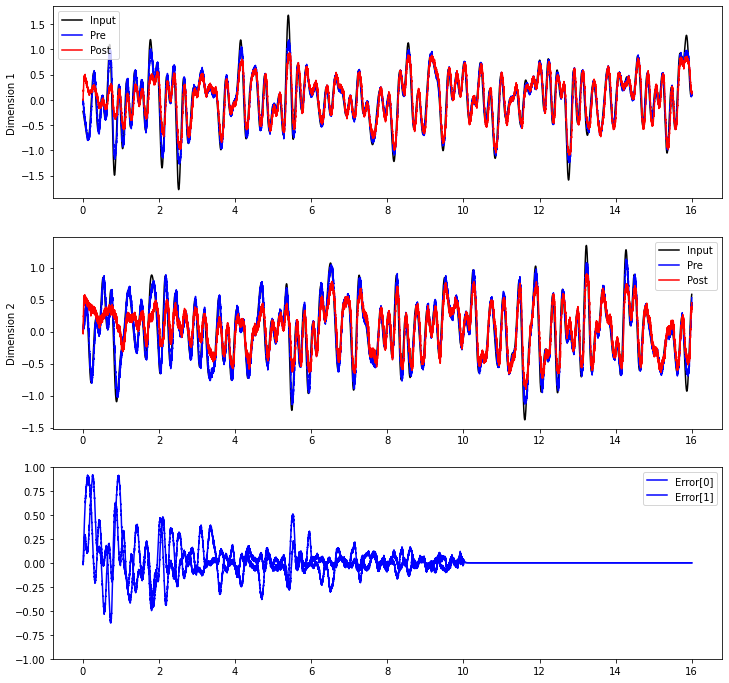 Input
Pre
Post
Dimension 1
1.5
1.0
0.5
0.0
−0.5
−1.0
−1.5
0 2 4 6 8 10 12 14 16
Input
Pre
Post
Dimension 2
1.0
0.5
0.0
−0.5
−1.0
−1.5
0 2 4 6 8 10 12 14 16
Error[0]
Error[1]
1.00
0.75
0.50
0.25
0.00
−0.25
−0.50
−0.75
−1.00
0 2 4 6 8 10 12 14 16